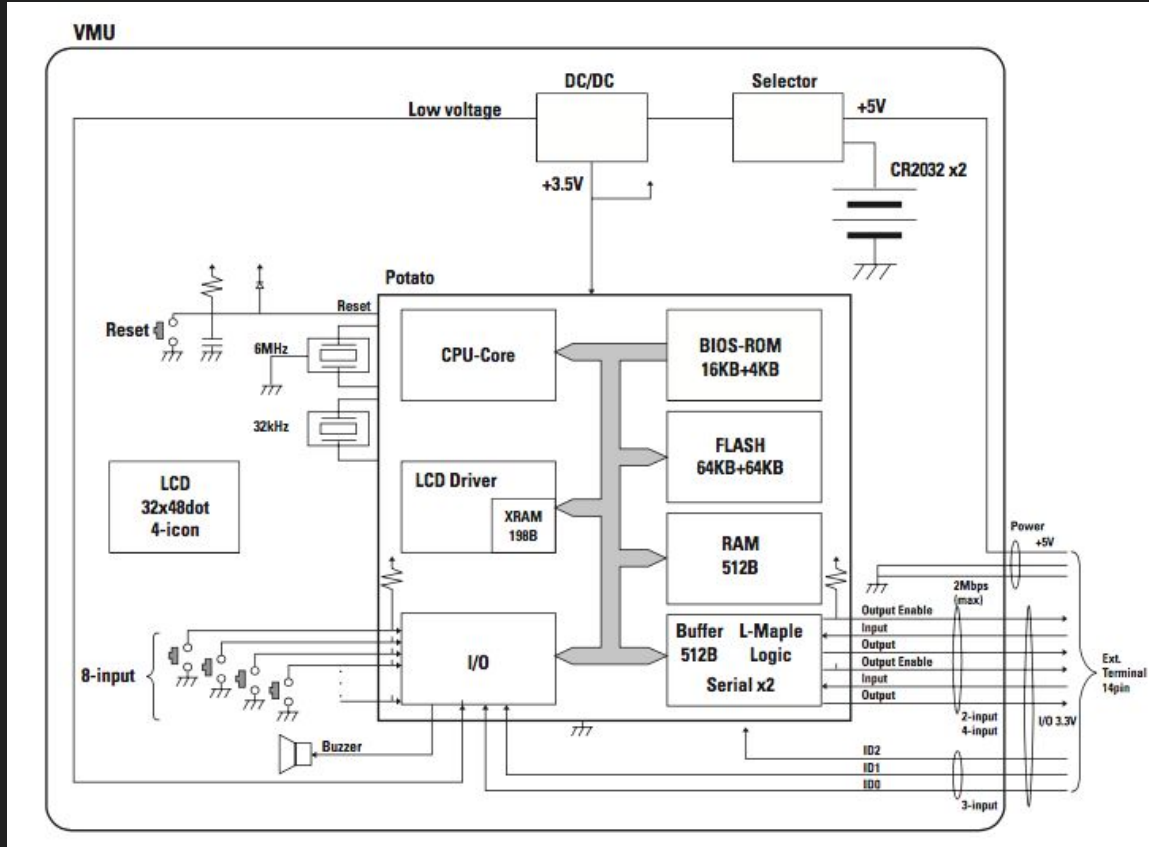 VMU
DC/DC
Selector
Low voltage
+5V
+3.5V
CR2032 x2
Potato
Reset
Reset
6MHz
32kHz
CPU-Core
BIOS-ROM
16KB+4KB
FLASH
64KB+64KB
LCD
32x48dot
4-icon
LCD Driver
XRAM
198B
RAM
512B
Power
+5V
2Mbps
(max)
Output Enable
Input
Output
Output Enable
Input
Output
Buffer
512B
L-Maple
Logic
Serial x2
I/O
8-input
Ext.
Terminal
14pin
2-input
4-input
I/O 3.3V
Buzzer
ID2
ID1
ID0
3-input